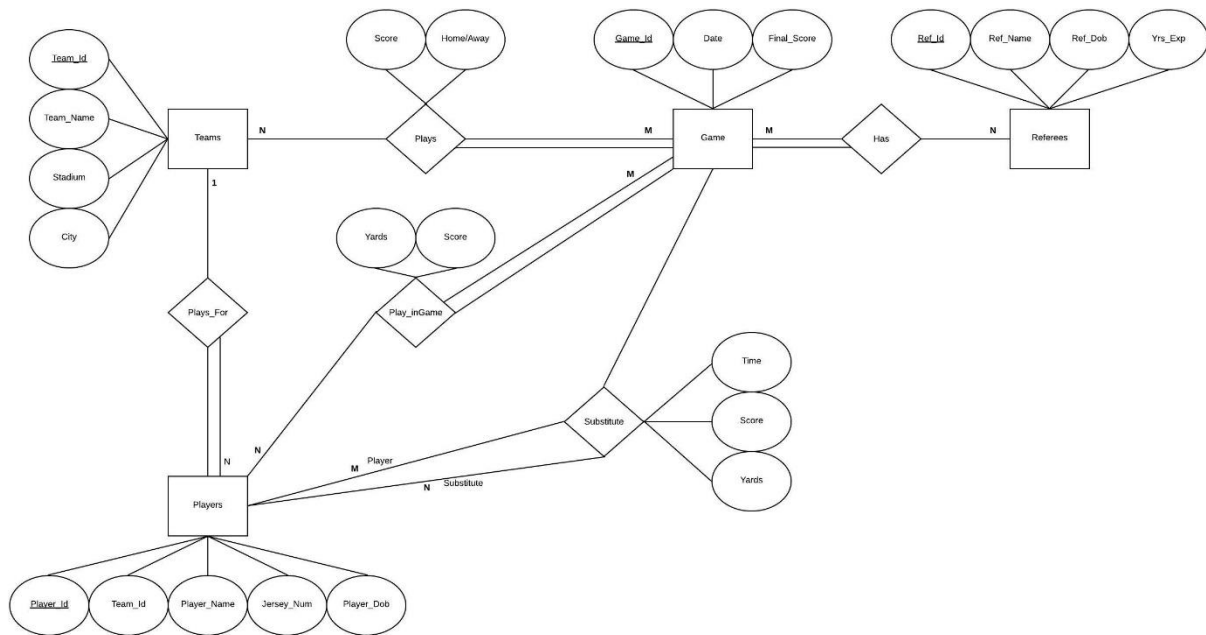 Score
Home/Away
Game_Id
Date
Final_Score
Ref_Id
Ref_Name
Ref_Dob
Yrs_Exp
Team_Id
Team_Name
Stadium
City
Teams
N
Plays
M
Game
M
Has
N
Referees
1
M
Yards
Score
Plays_For
Play_inGame
Time
Score
Yards
Substitute
N
N
M
Player
N
Substitute
Players
Player_Id
Team_Id
Player_Name
Jersey_Num
Player_Dob